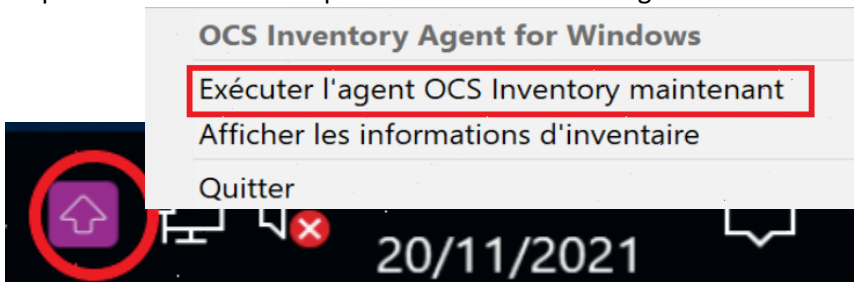 OCS Inventory Agent for Windows
Exécuter l'agent OCS Inventory maintenant
Afficher les informations d'inventaire
Quitter
20/11/2021